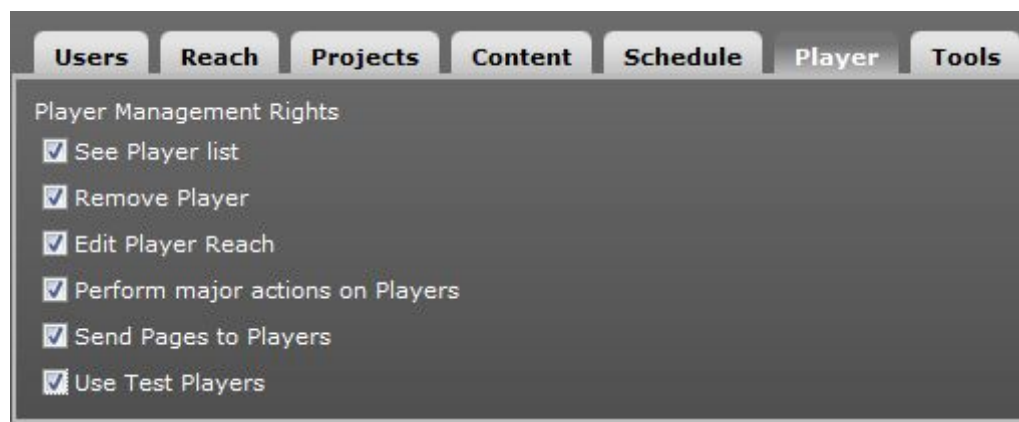 Users Reach Projects Content Schedule Player Tools
Player Management Rights
See Player list
Remove Player
Edit Player Reach
Perform major actions on Players
Send Pages to Players
Use Test Players